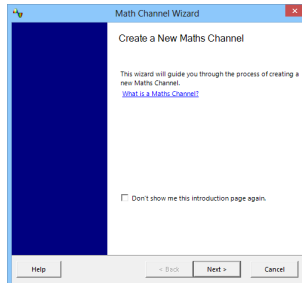 Math Channel Wizard
Create a New Maths Channel
This wizard will guide you through the process of creating a
new Maths Channel.
What is a Maths Channel?
Don't show me this introduction page again.
Help
< Back
Next >
Cancel